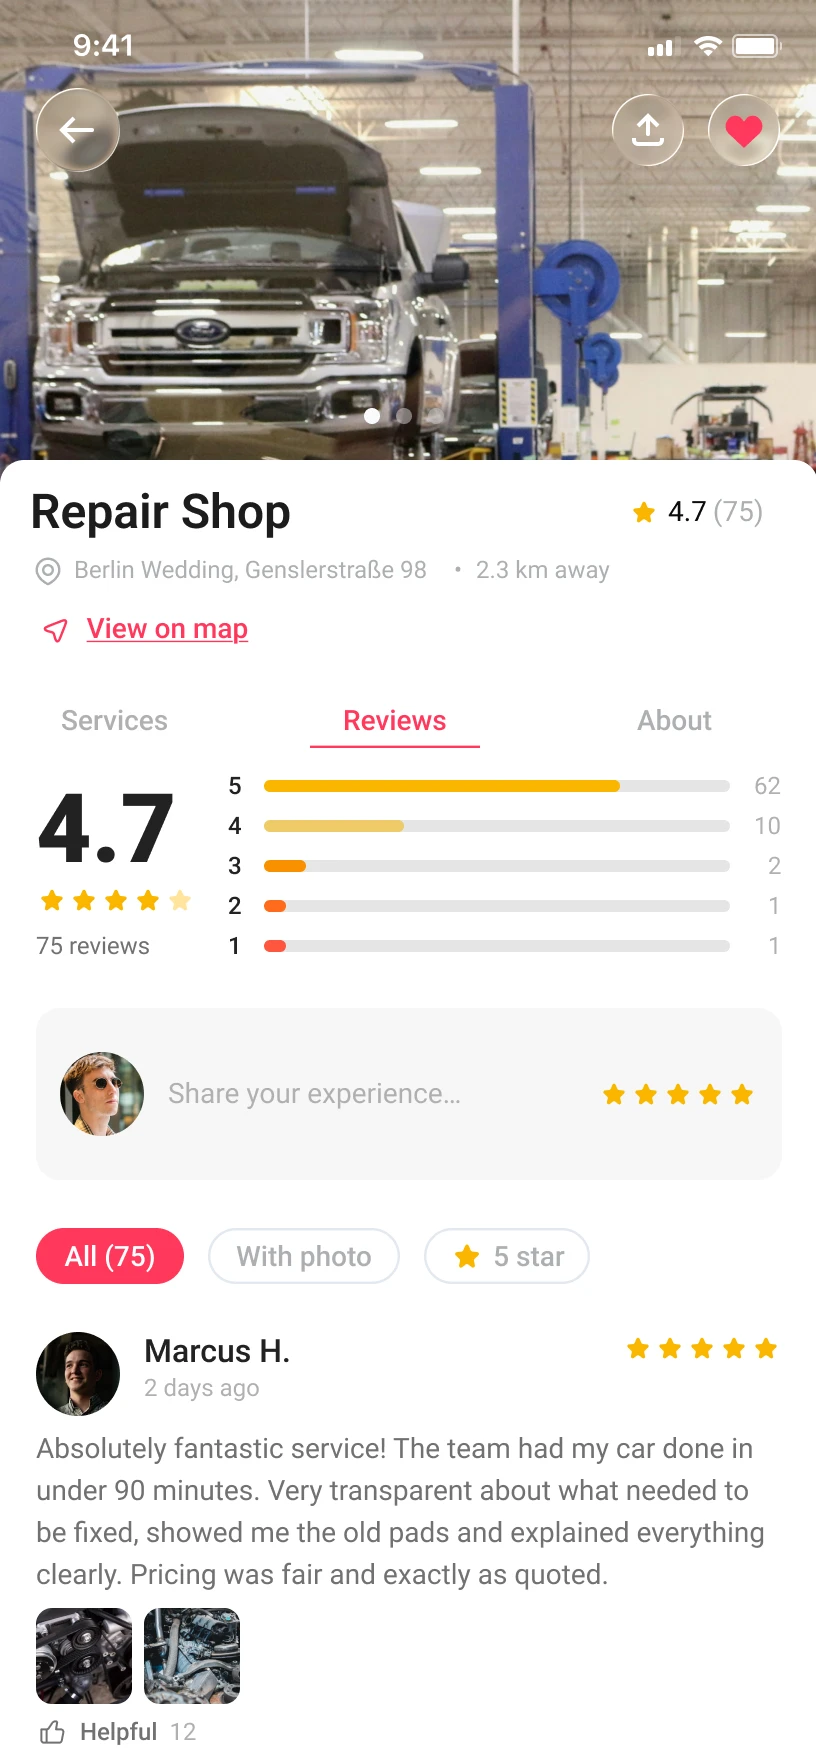 9:41
Repair Shop
4.7 (75)
Berlin Wedding, Genslerstraße 98 • 2.3 km away
View on map
Services Reviews About
4.7
75 reviews
5 62
4 10
3 2
2 1
1 1
Share your experience...
All (75) With photo 5 star
Marcus H.
2 days ago
Absolutely fantastic service! The team had my car done in
under 90 minutes. Very transparent about what needed to
be fixed, showed me the old pads and explained everything
clearly. Pricing was fair and exactly as quoted.
Helpful 12